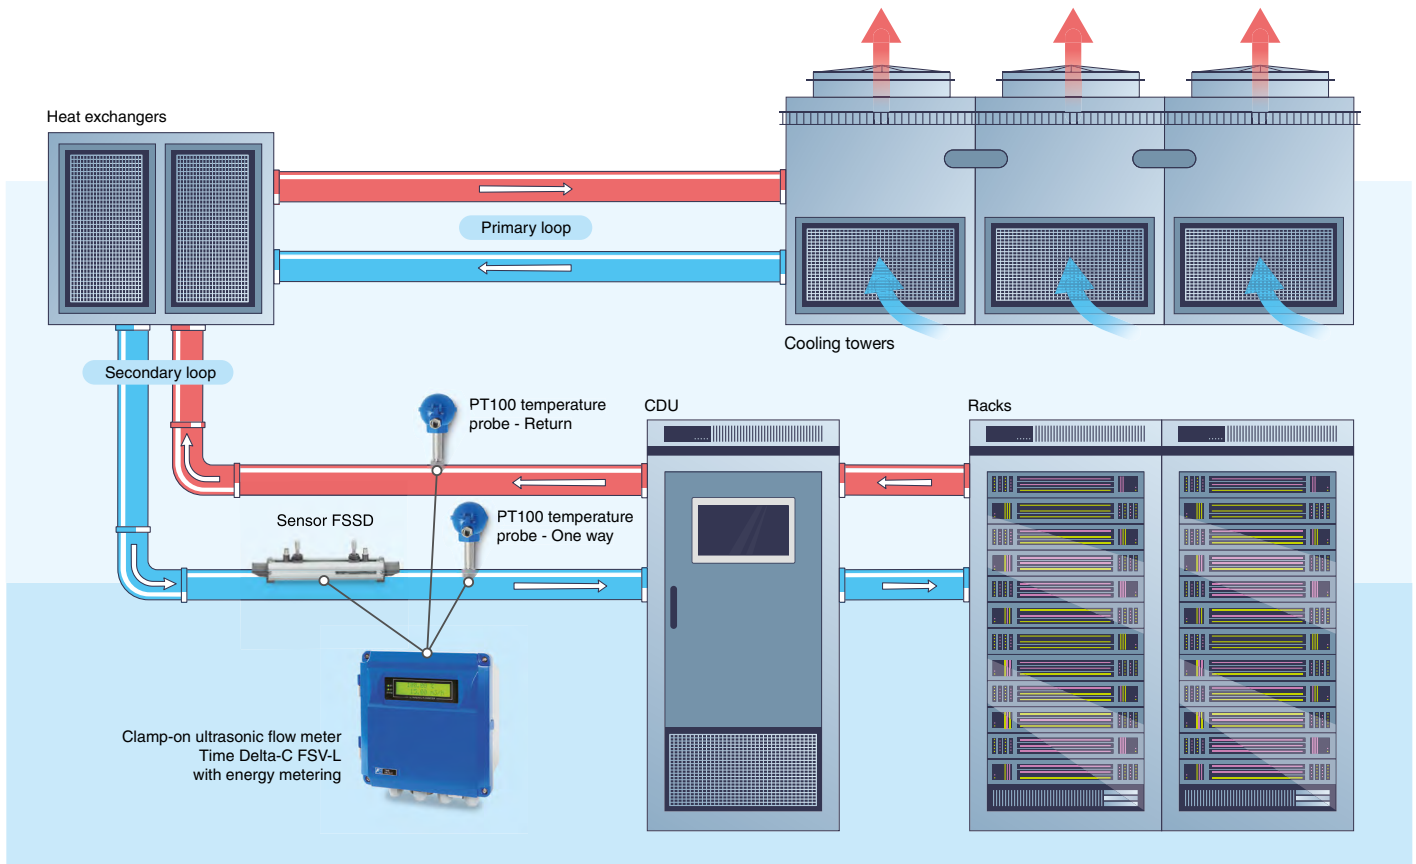 Heat exchangers
Primary loop
Cooling towers
Secondary loop
PT100 temperature
probe - Return
CDU
Racks
Sensor FSSD
PT100 temperature
probe - One way
Clamp-on ultrasonic flow meter
Time Delta-C FSV-L
with energy metering